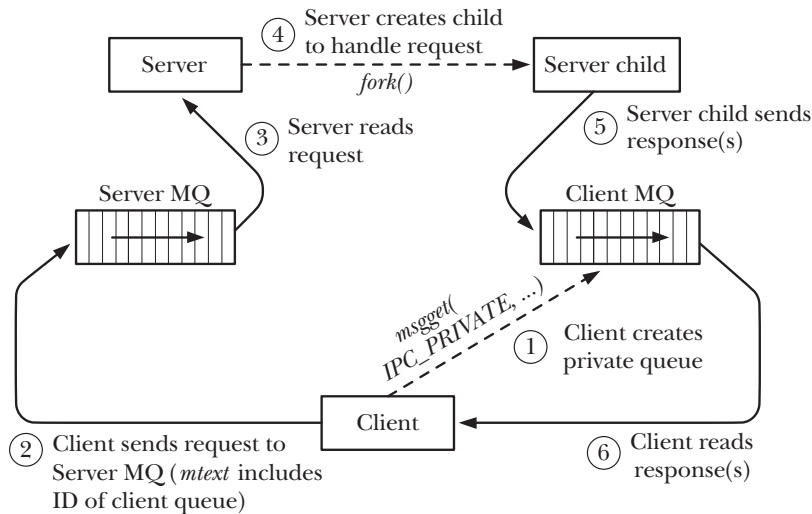 ④ Server creates child
to handle request
Server
fork()
Server child
③ Server reads
request
⑤ Server child sends
response(s)
Server MQ
Client MQ
msgget(
IPC_PRIVATE, ...)
① Client creates
private queue
Client
② Client sends request to
Server MQ (mtext includes
ID of client queue)
⑥ Client reads
response(s)